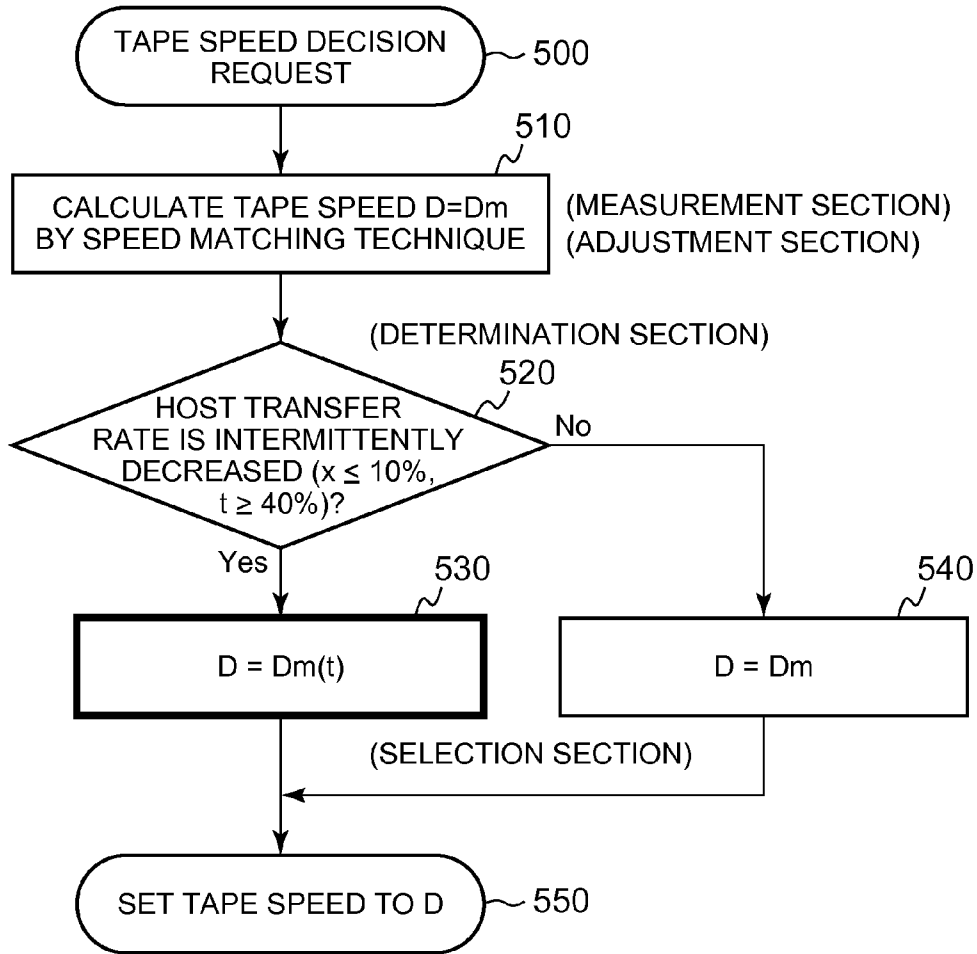 TAPE SPEED DECISION
REQUEST
500
510
CALCULATE TAPE SPEED D=Dm
BY SPEED MATCHING TECHNIQUE
(MEASUREMENT SECTION)
(ADJUSTMENT SECTION)
(DETERMINATION SECTION)
520
HOST TRANSFER
RATE IS INTERMITTENTLY
DECREASED (x ≤ 10%,
t ≥ 40%)?
No
Yes
530
540
D = Dm(t)
D = Dm
(SELECTION SECTION)
SET TAPE SPEED TO D
550